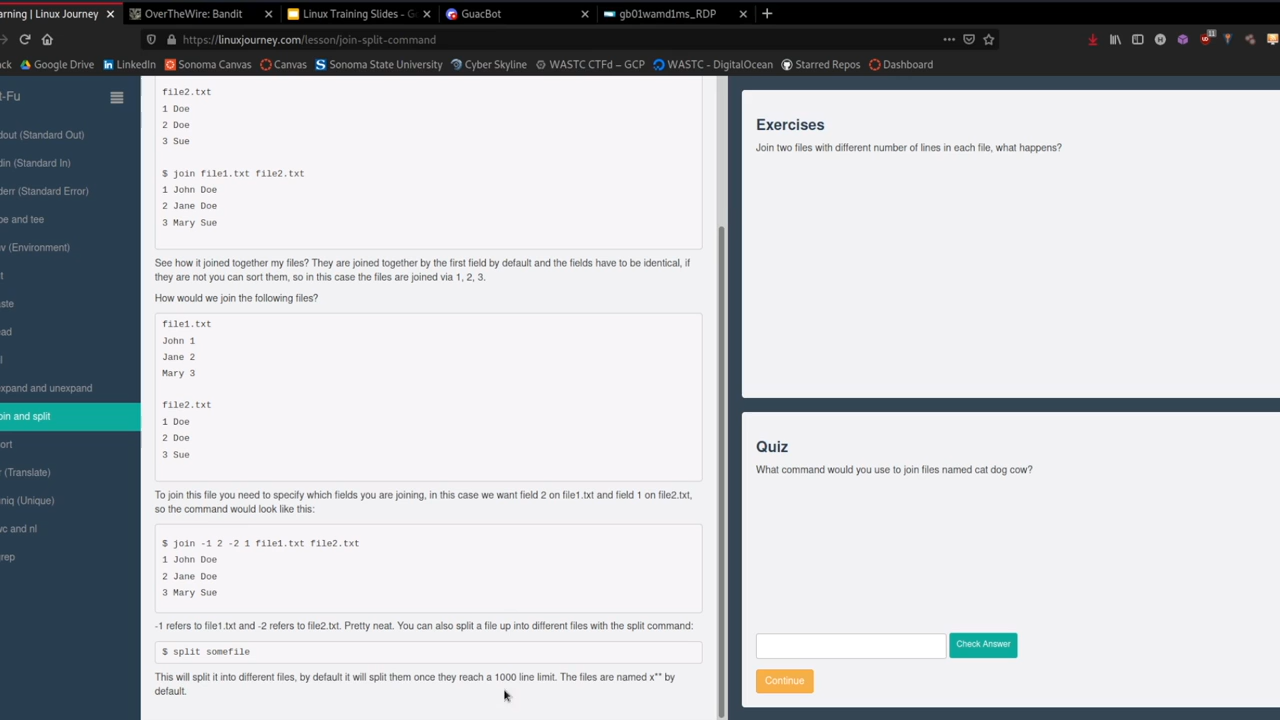 arning | Linux Journey
OverTheWire: Bandit
Linux Training Slides - G
GuacBot
gb01wamd1ms_RDP
https://linuxjourney.com/lesson/join-split-command
11
ck
Google Drive
LinkedIn
Sonoma Canvas
Canvas
Sonoma State University
Cyber Skyline
WASTC CTFd – GCP
WASTC - DigitalOcean
Starred Repos
Dashboard
t-Fu
dout (Standard Out)
din (Standard In)
derr (Standard Error)
pe and tee
nv (Environment)
t
ste
ead
l
xpand and unexpand
oin and split
ort
r (Translate)
niq (Unique)
vc and nl
rep
file2.txt
1 Doe
2 Doe
3 Sue
$ join file1.txt file2.txt
1 John Doe
2 Jane Doe
3 Mary Sue
See how it joined together my files? They are joined together by the first field by default and the fields have to be identical, if
they are not you can sort them, so in this case the files are joined via 1, 2, 3.
How would we join the following files?
file1.txt
John 1
Jane 2
Mary 3
file2.txt
1 Doe
2 Doe
3 Sue
To join this file you need to specify which fields you are joining, in this case we want field 2 on file1.txt and field 1 on file2.txt,
so the command would look like this:
$ join -1 2 -2 1 file1.txt file2.txt
1 John Doe
2 Jane Doe
3 Mary Sue
-1 refers to file1.txt and -2 refers to file2.txt. Pretty neat. You can also split a file up into different files with the split command:
$ split somefile
This will split it into different files, by default it will split them once they reach a 1000 line limit. The files are named x** by
default.
Exercises
Join two files with different number of lines in each file, what happens?
Quiz
What command would you use to join files named cat dog cow?
Check Answer
Continue